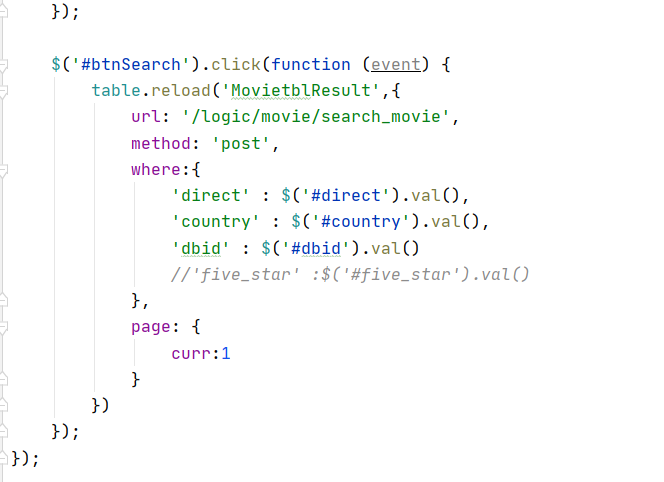 });
$('#btnSearch').click(function (event) {
table.reload('MovietblResult',{
url: '/logic/movie/search_movie',
method: 'post',
where:{
'direct' : $('#direct').val(),
'country' : $('#country').val(),
'dbid' : $('#dbid').val()
//'five_star' :$('#five_star').val()
},
page: {
curr:1
}
})
});
});